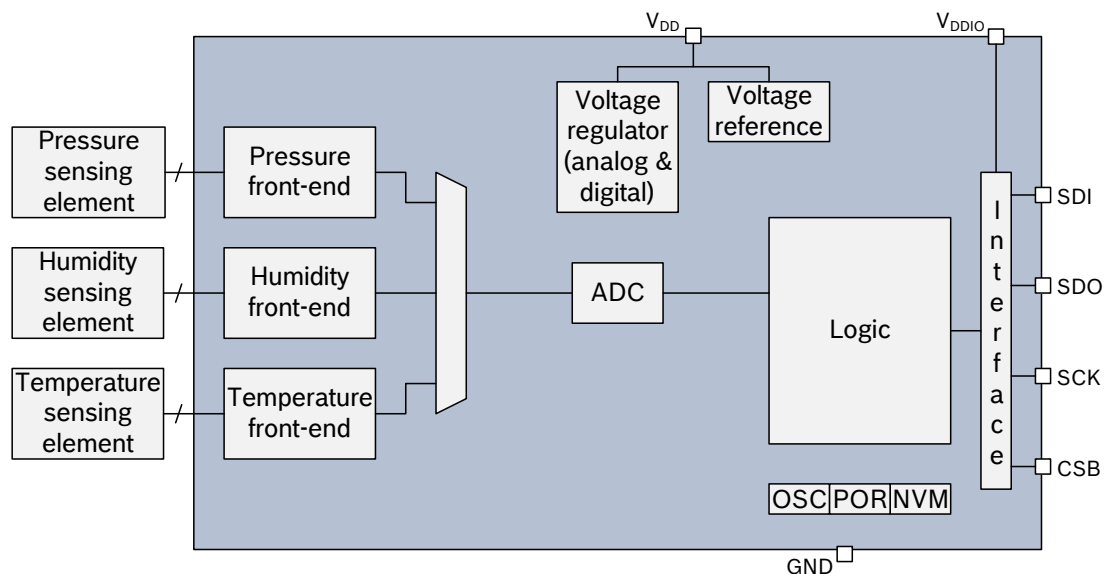 VDD
VDDIO
Voltage
regulator
(analog &
digital)
Voltage
reference
Pressure
sensing
element
Pressure
front-end
Humidity
sensing
element
Humidity
front-end
Temperature
sensing
element
Temperature
front-end
ADC
Logic
Interface
SDI
SDO
SCK
CSB
OSC POR NVM
GND